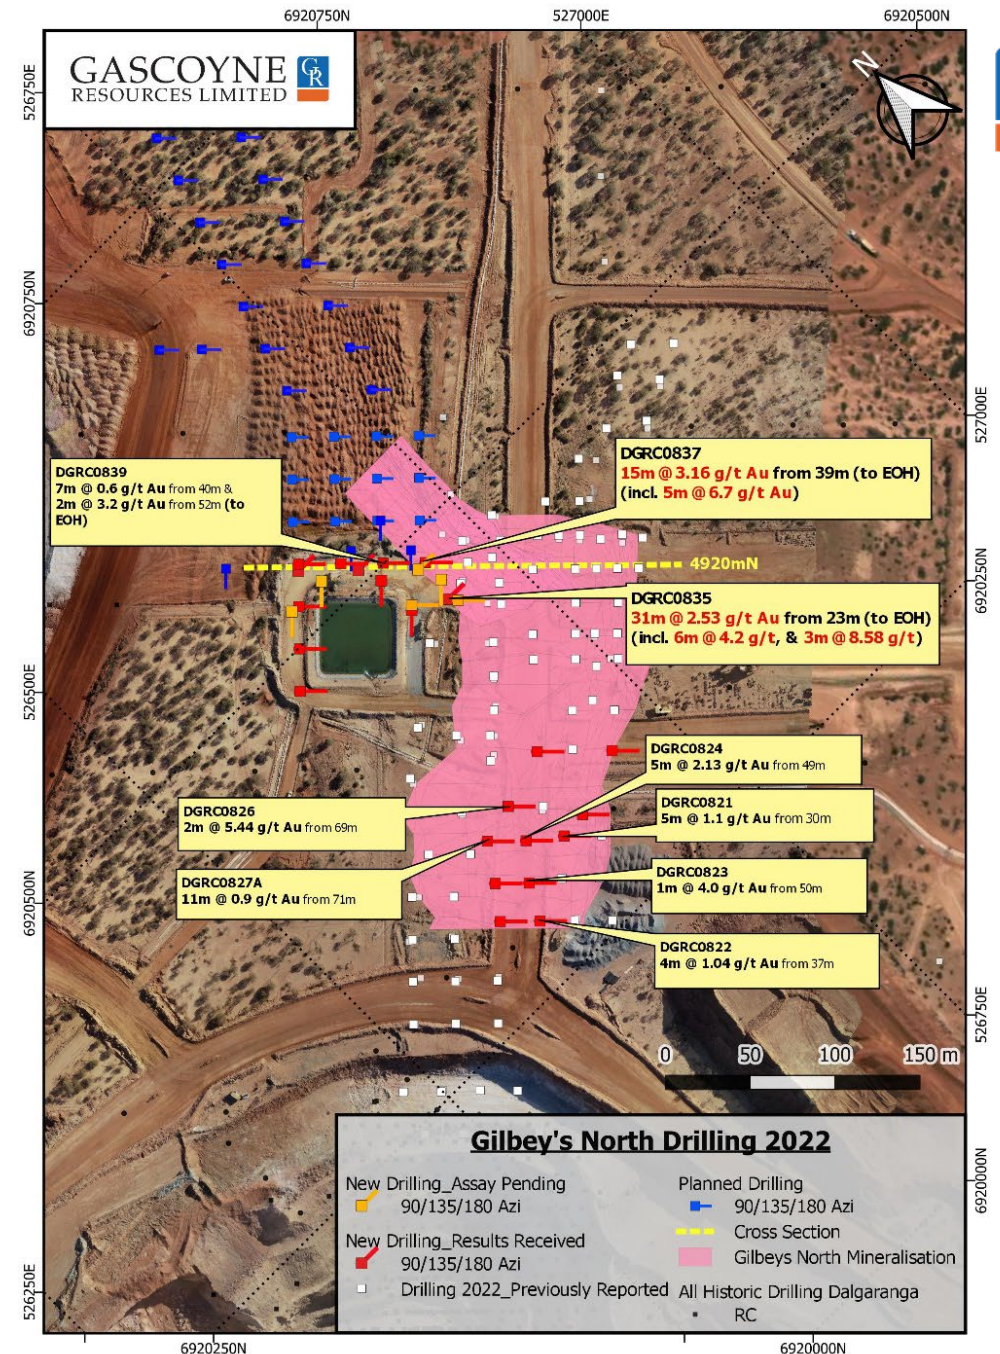 6920750N
527000E
6920500N
GASCOYNE
RESOURCES LIMITED
GR
N
526750E
6920750N
526500E
6920500N
526250E
527000E
6920250N
526750E
6920000N
DGRC0839
7m @ 0.6 g/t Au from 40m &
2m @ 3.2 g/t Au from 52m (to
EOH)
DGRC0837
15m @ 3.16 g/t Au from 39m (to EOH)
(incl. 5m @ 6.7 g/t Au)
4920mN
DGRC0835
31m @ 2.53 g/t Au from 23m (to EOH)
(incl. 6m @ 4.2 g/t, & 3m @ 8.58 g/t)
DGRC0824
5m @ 2.13 g/t Au from 49m
DGRC0826
2m @ 5.44 g/t Au from 69m
DGRC0821
5m @ 1.1 g/t Au from 30m
DGRC0827A
11m @ 0.9 g/t Au from 71m
DGRC0823
1m @ 4.0 g/t Au from 50m
DGRC0822
4m @ 1.04 g/t Au from 37m
0 50 100 150 m
Gilbey's North Drilling 2022
New Drilling_Assay Pending
90/135/180 Azi
New Drilling_Results Received
90/135/180 Azi
Drilling 2022_Previously Reported
Planned Drilling
90/135/180 Azi
Cross Section
Gilbeys North Mineralisation
All Historic Drilling Dalgaranga
RC
6920250N
6920000N